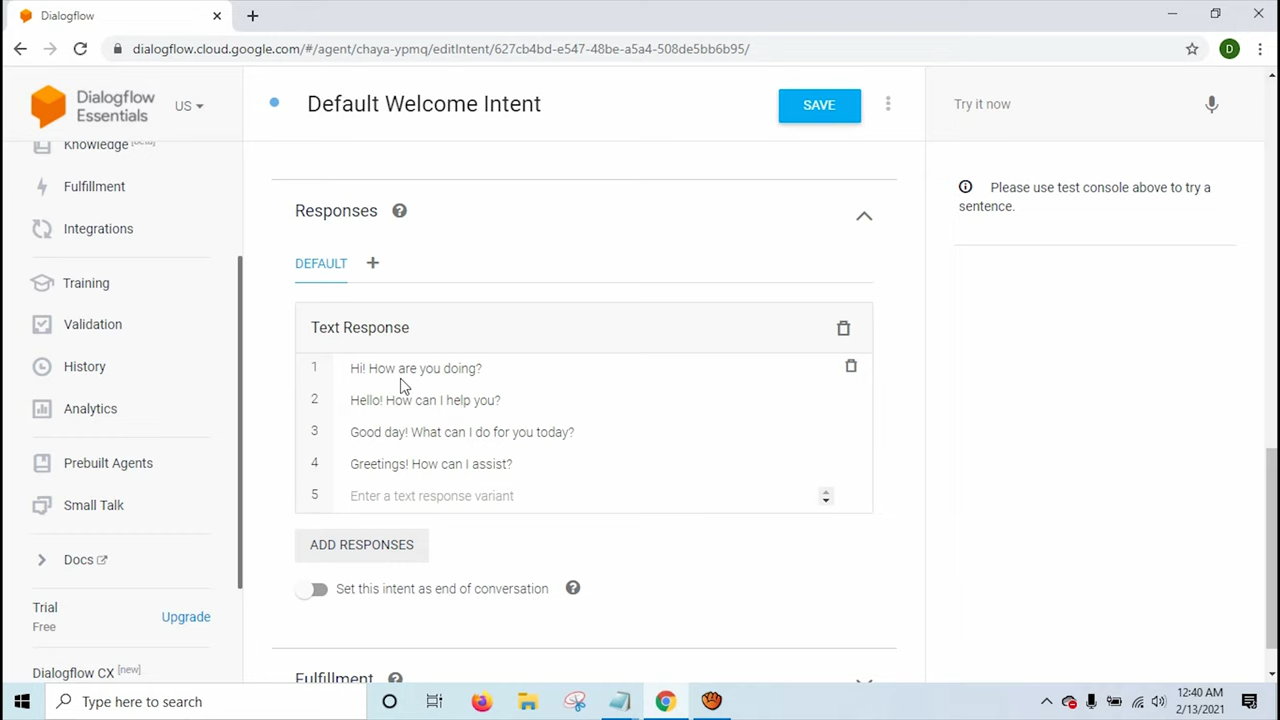 Dialogflow
dialogflow.cloud.google.com/#/agent/chaya-ypmq/editIntent/627cb4bd-e547-48be-a5a4-508de5bb6b95/
D
Dialogflow
Essentials
US
Default Welcome Intent
SAVE
Try it now
Knowledge [beta]
Fulfillment
Integrations
Training
Validation
History
Analytics
Prebuilt Agents
Small Talk
Docs
Trial
Free
Upgrade
Dialogflow CX [new]
Responses
DEFAULT
Text Response
1 Hi! How are you doing?
2 Hello! How can I help you?
3 Good day! What can I do for you today?
4 Greetings! How can I assist?
5 Enter a text response variant
ADD RESPONSES
Set this intent as end of conversation
Fulfillment
Please use test console above to try a
sentence.
Type here to search
12:40 AM
2/13/2021